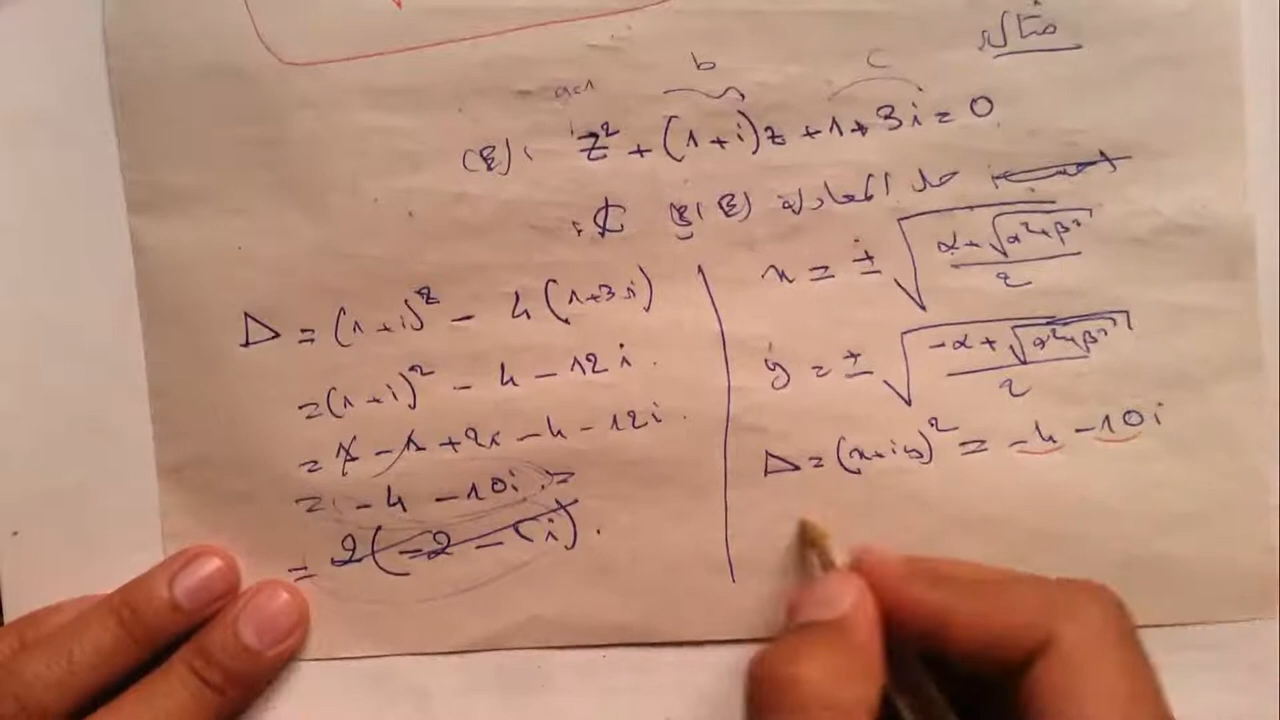 مثال
a=1 b c
(E): z² + (1+i)z + 1 + 3i = 0
حل المعادلة (E) في ℂ:
Δ = (1+i)² - 4(1+3i)
= (1+i)² - 4 - 12i.
= 1 - 1 + 2i - 4 - 12i.
= -4 - 10i =
= 2(-2 - 5i).
x = ± √((α + √(α²+β²))/2)
y = ± √((-α + √(α²+β²))/2)
Δ = (x+iy)² = -4 - 10i